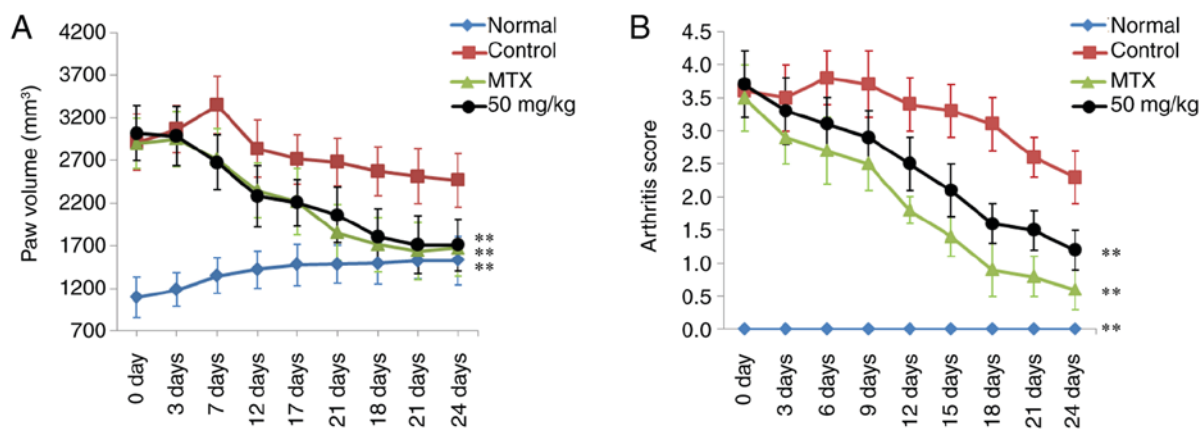 A
Paw volume (mm³)
4200
3700
3200
2700
2200
1700
1200
700
Normal
Control
MTX
50 mg/kg
**
**
**
0 day
3 days
7 days
12 days
17 days
21 days
18 days
21 days
24 days
B
Arthritis score
4.5
4.0
3.5
3.0
2.5
2.0
1.5
1.0
0.5
0.0
Normal
Control
MTX
50 mg/kg
**
**
**
0 day
3 days
6 days
9 days
12 days
15 days
18 days
21 days
24 days